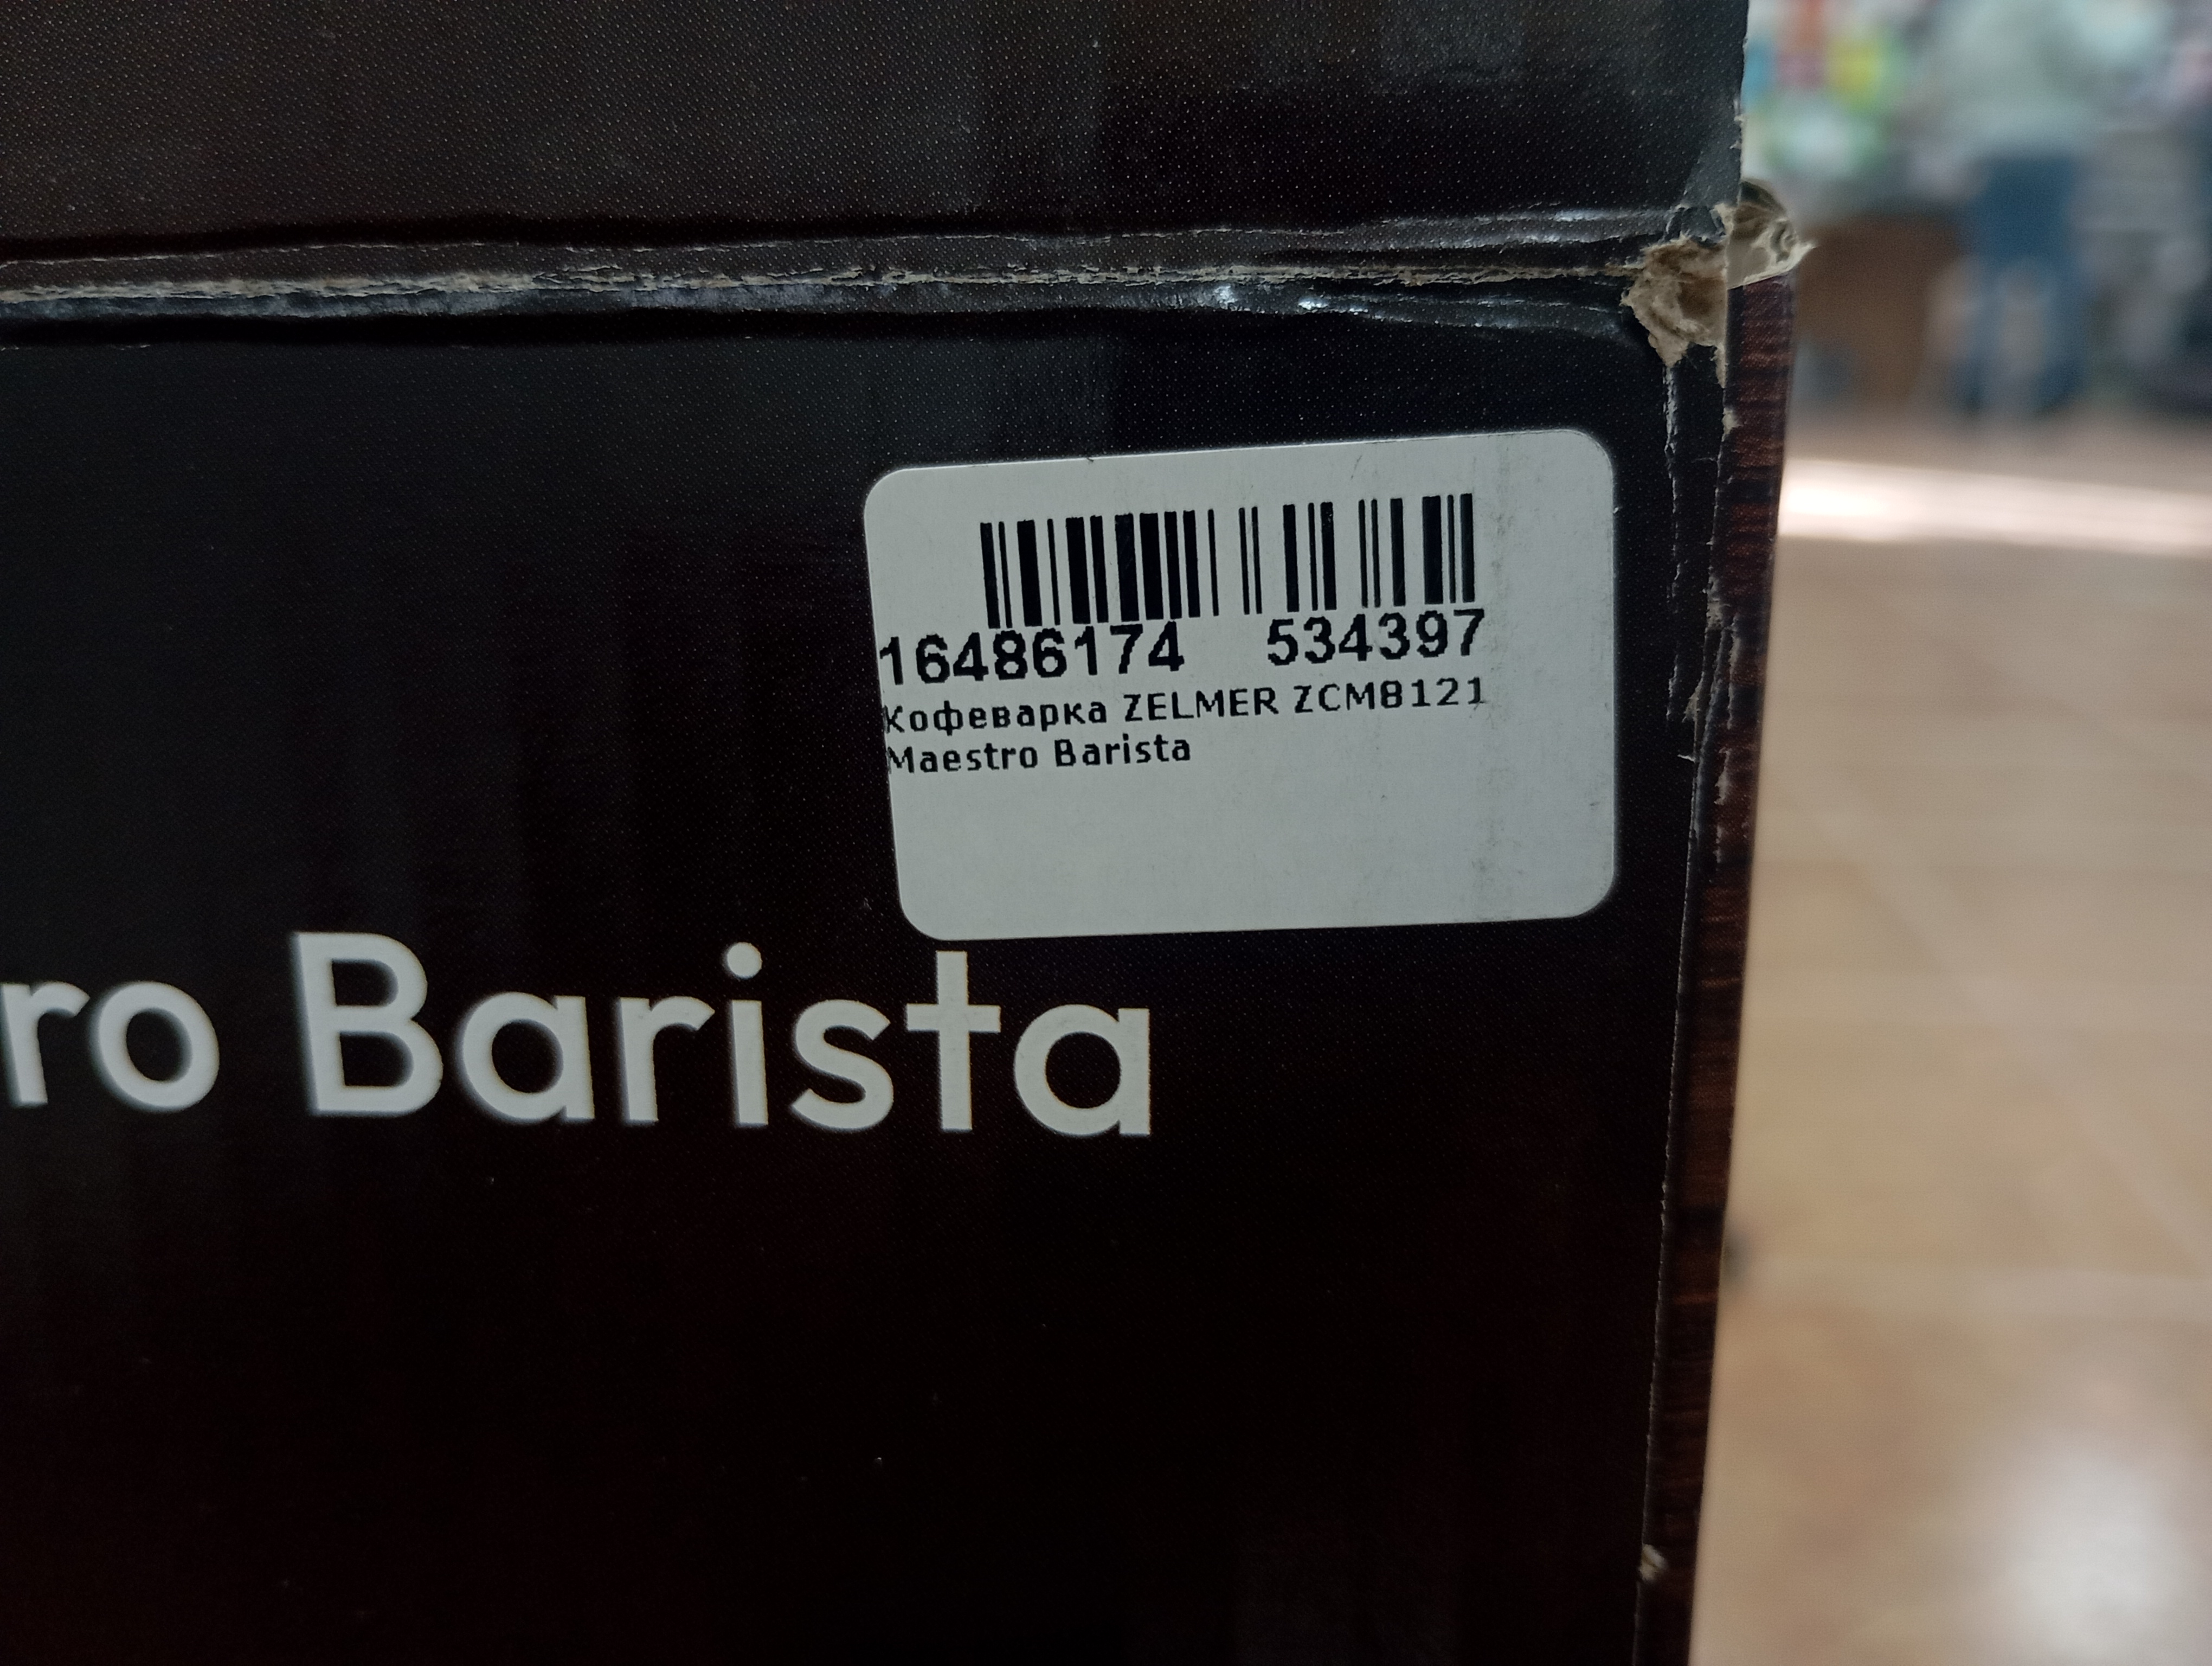 16486174 534397
Кофеварка ZELMER ZCM8121
Maestro Barista
ro Barista